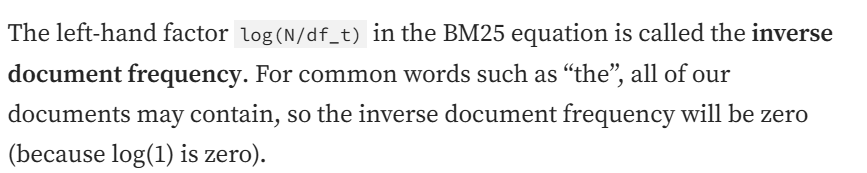 The left-hand factor log(N/df_t) in the BM25 equation is called the inverse
document frequency. For common words such as “the”, all of our
documents may contain, so the inverse document frequency will be zero
(because log(1) is zero).